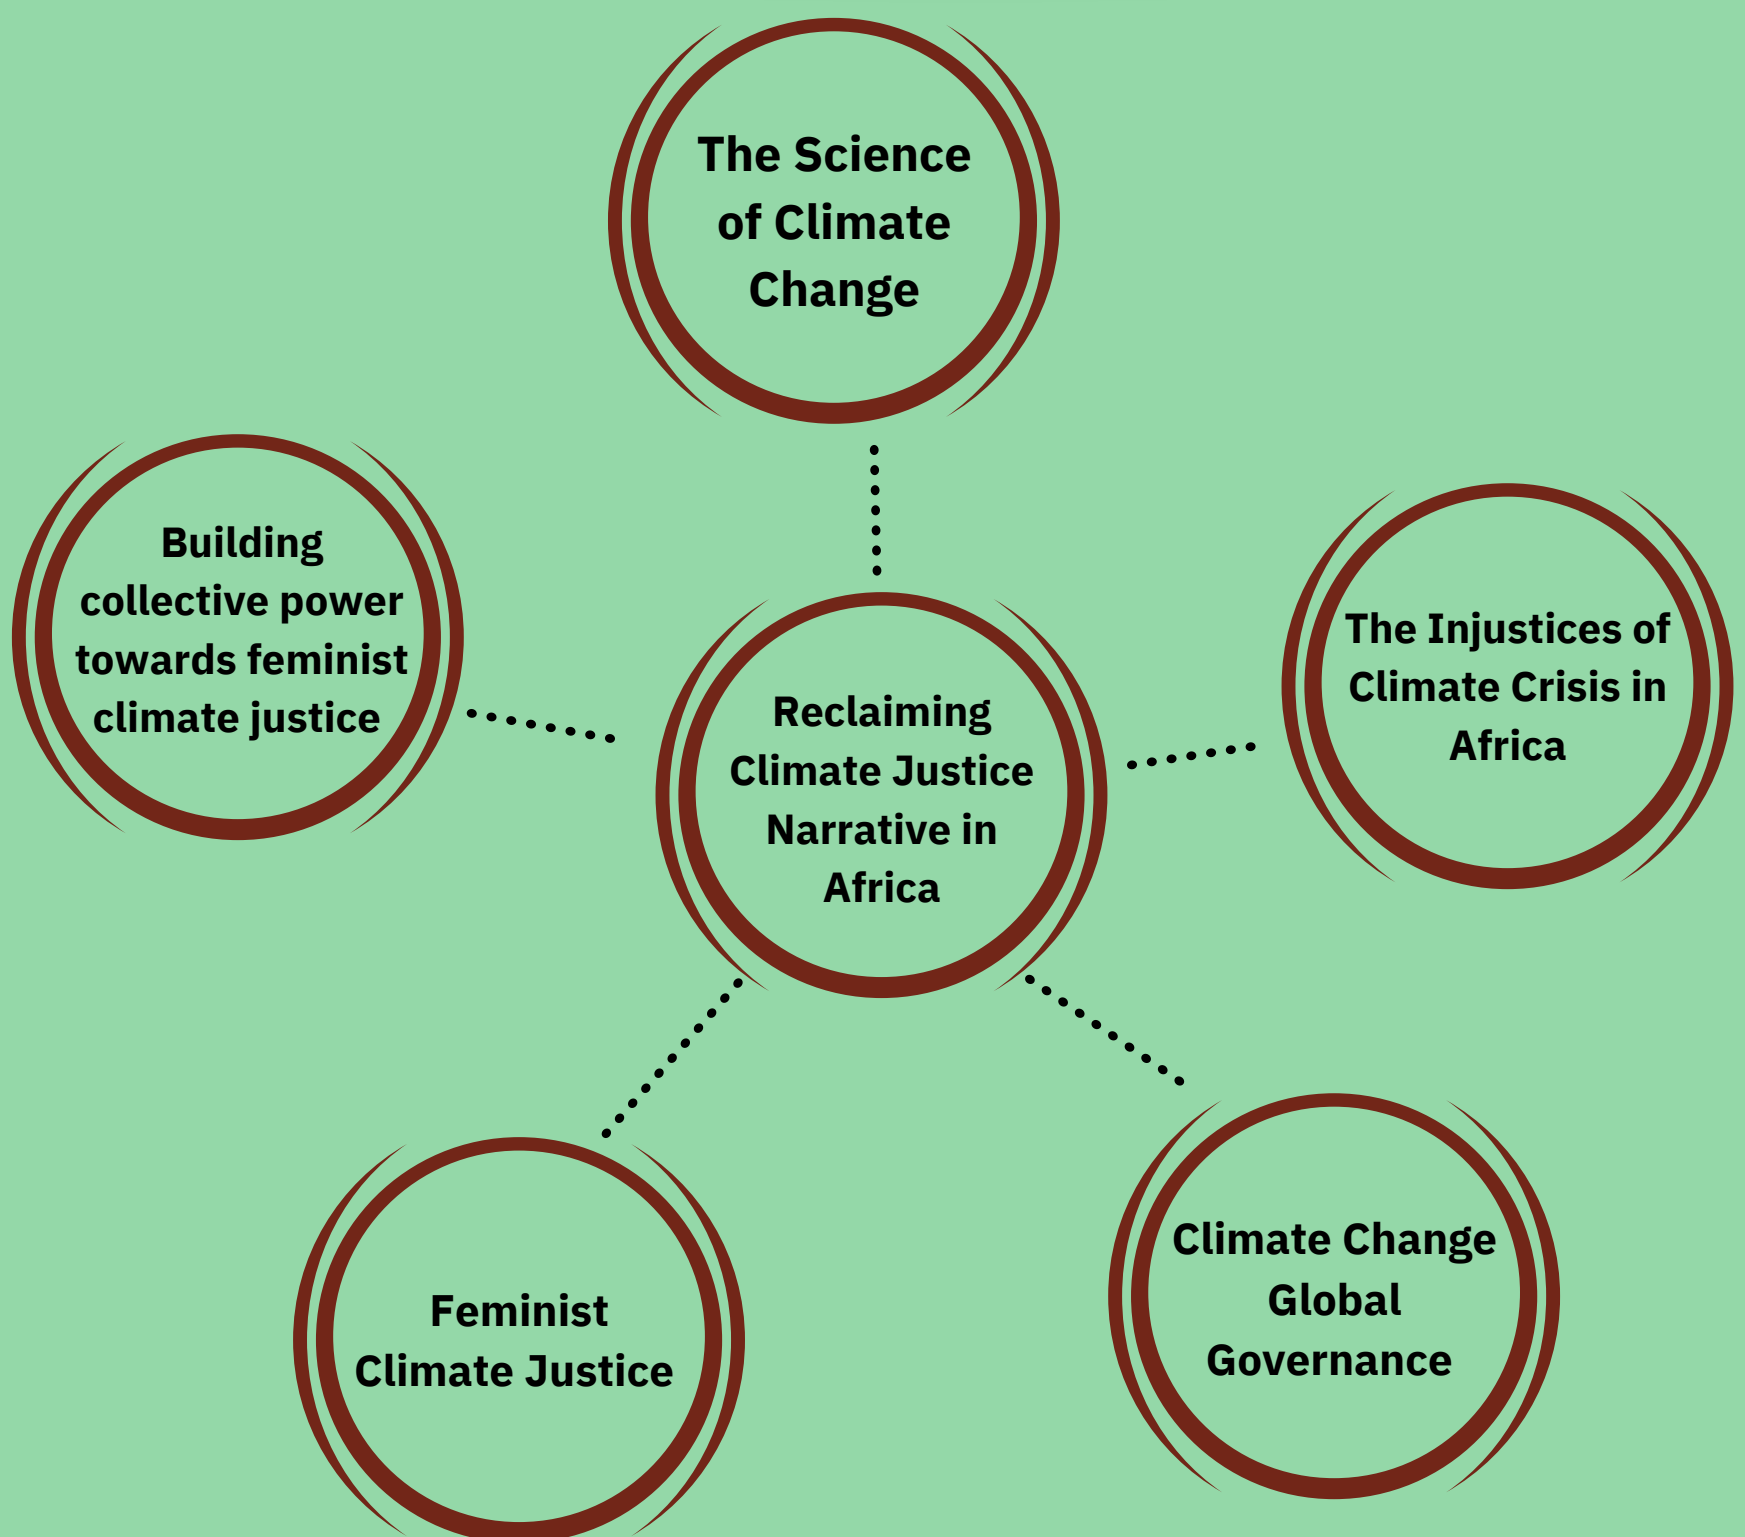 The Science
of Climate
Change
Building
collective power
towards feminist
climate justice
Reclaiming
Climate Justice
Narrative in
Africa
The Injustices of
Climate Crisis in
Africa
Feminist
Climate Justice
Climate Change
Global
Governance